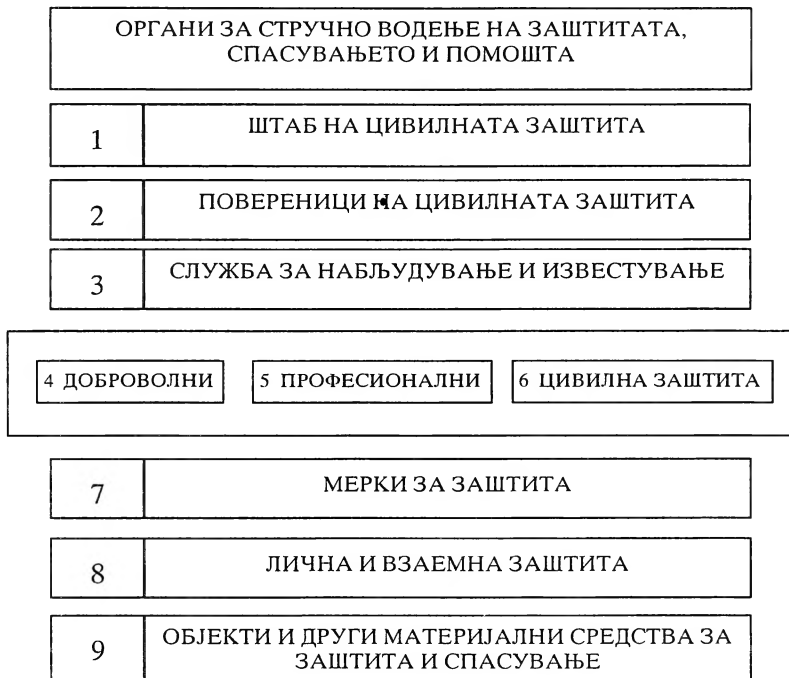 ОРГАНИ ЗА СТРУЧНО ВОДЕЊЕ НА ЗАШТИТАТА,
СПАСУВАЊЕТО И ПОМОШТА
1 ШТАБ НА ЦИВИЛНАТА ЗАШТИТА
2 ПОВЕРЕНИЦИ НА ЦИВИЛНАТА ЗАШТИТА
3 СЛУЖБА ЗА НАБЉУДУВАЊЕ И ИЗВЕСТУВАЊЕ
4 ДОБРОВОЛНИ 5 ПРОФЕСИОНАЛНИ 6 ЦИВИЛНА ЗАШТИТА
7 МЕРКИ ЗА ЗАШТИТА
8 ЛИЧНА И ВЗАЕМНА ЗАШТИТА
9 ОБЈЕКТИ И ДРУГИ МАТЕРИЈАЛНИ СРЕДСТВА ЗА
ЗАШТИТА И СПАСУВАЊЕ